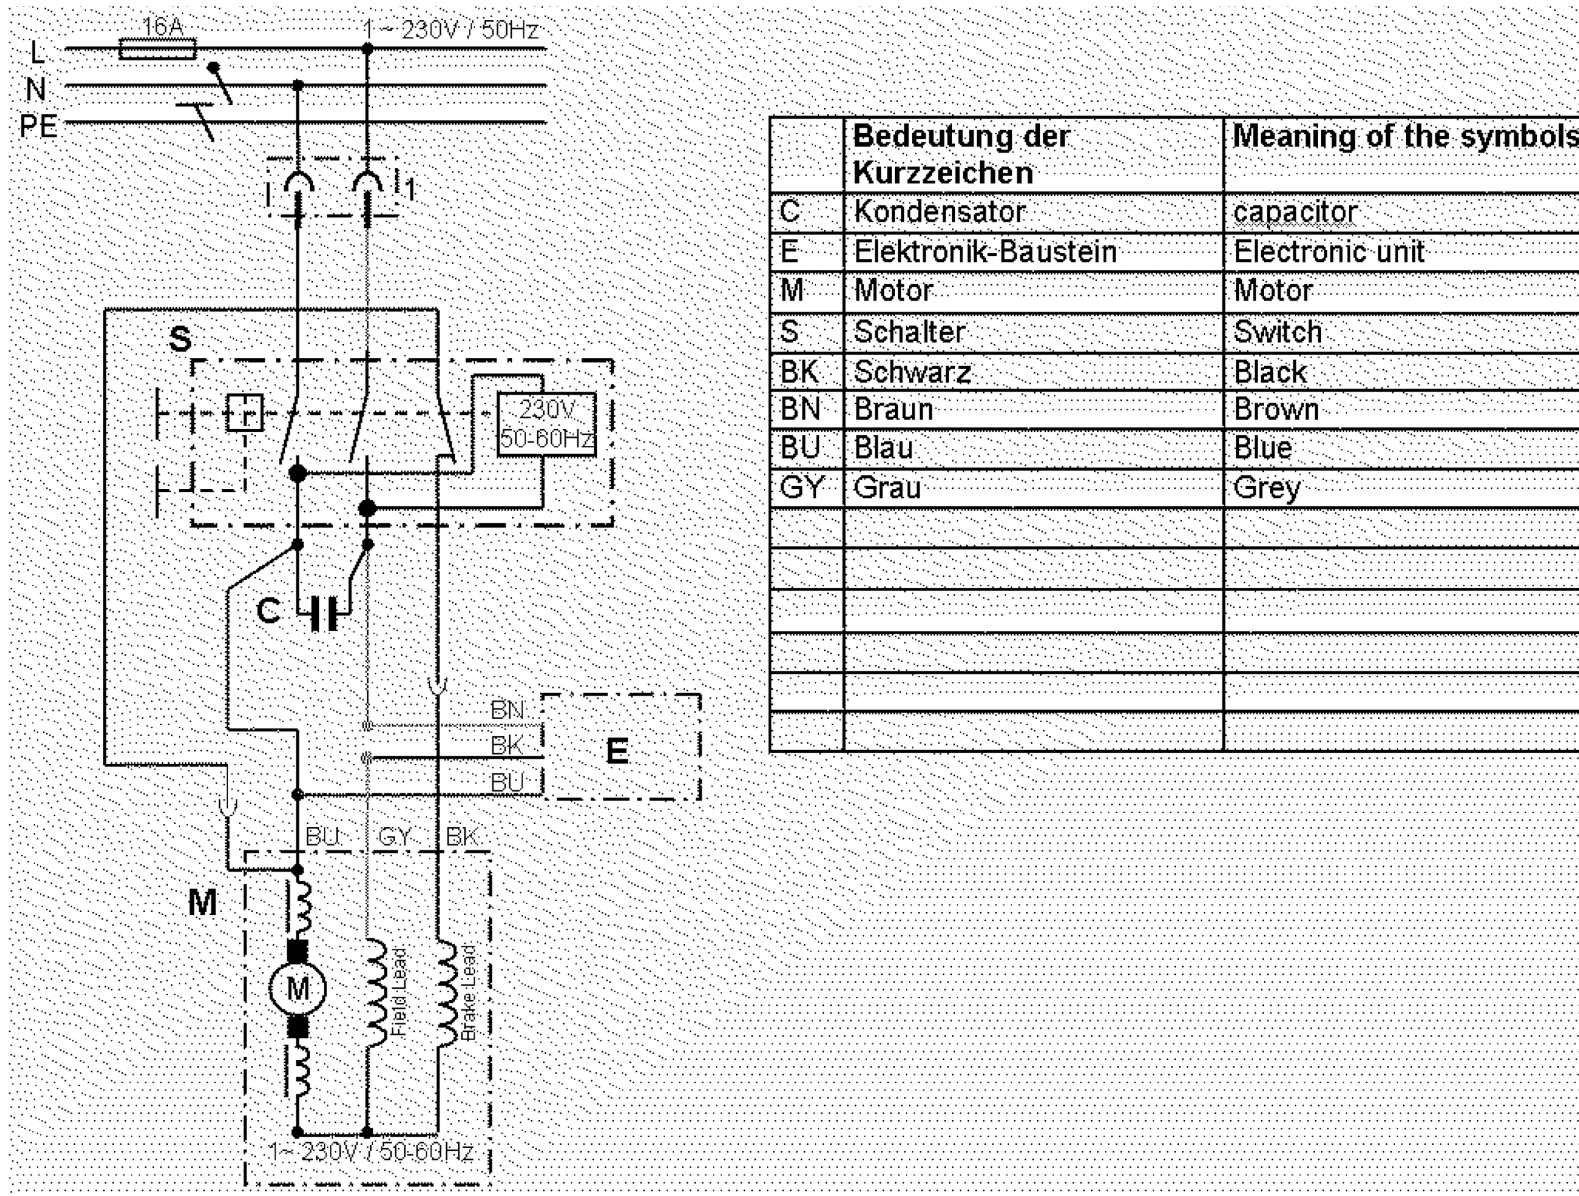 16A
1 ~ 230V / 50Hz
L
N
PE
1
S
230V
50-60Hz
C
BN
BK
E
BU
BU GY BK
M
M
Field Lead
Brake Lead
1~ 230V / 50-60Hz
Bedeutung der Kurzzeichen Meaning of the symbols
C Kondensator capacitor
E Elektronik-Baustein Electronic unit
M Motor Motor
S Schalter Switch
BK Schwarz Black
BN Braun Brown
BU Blau Blue
GY Grau Grey